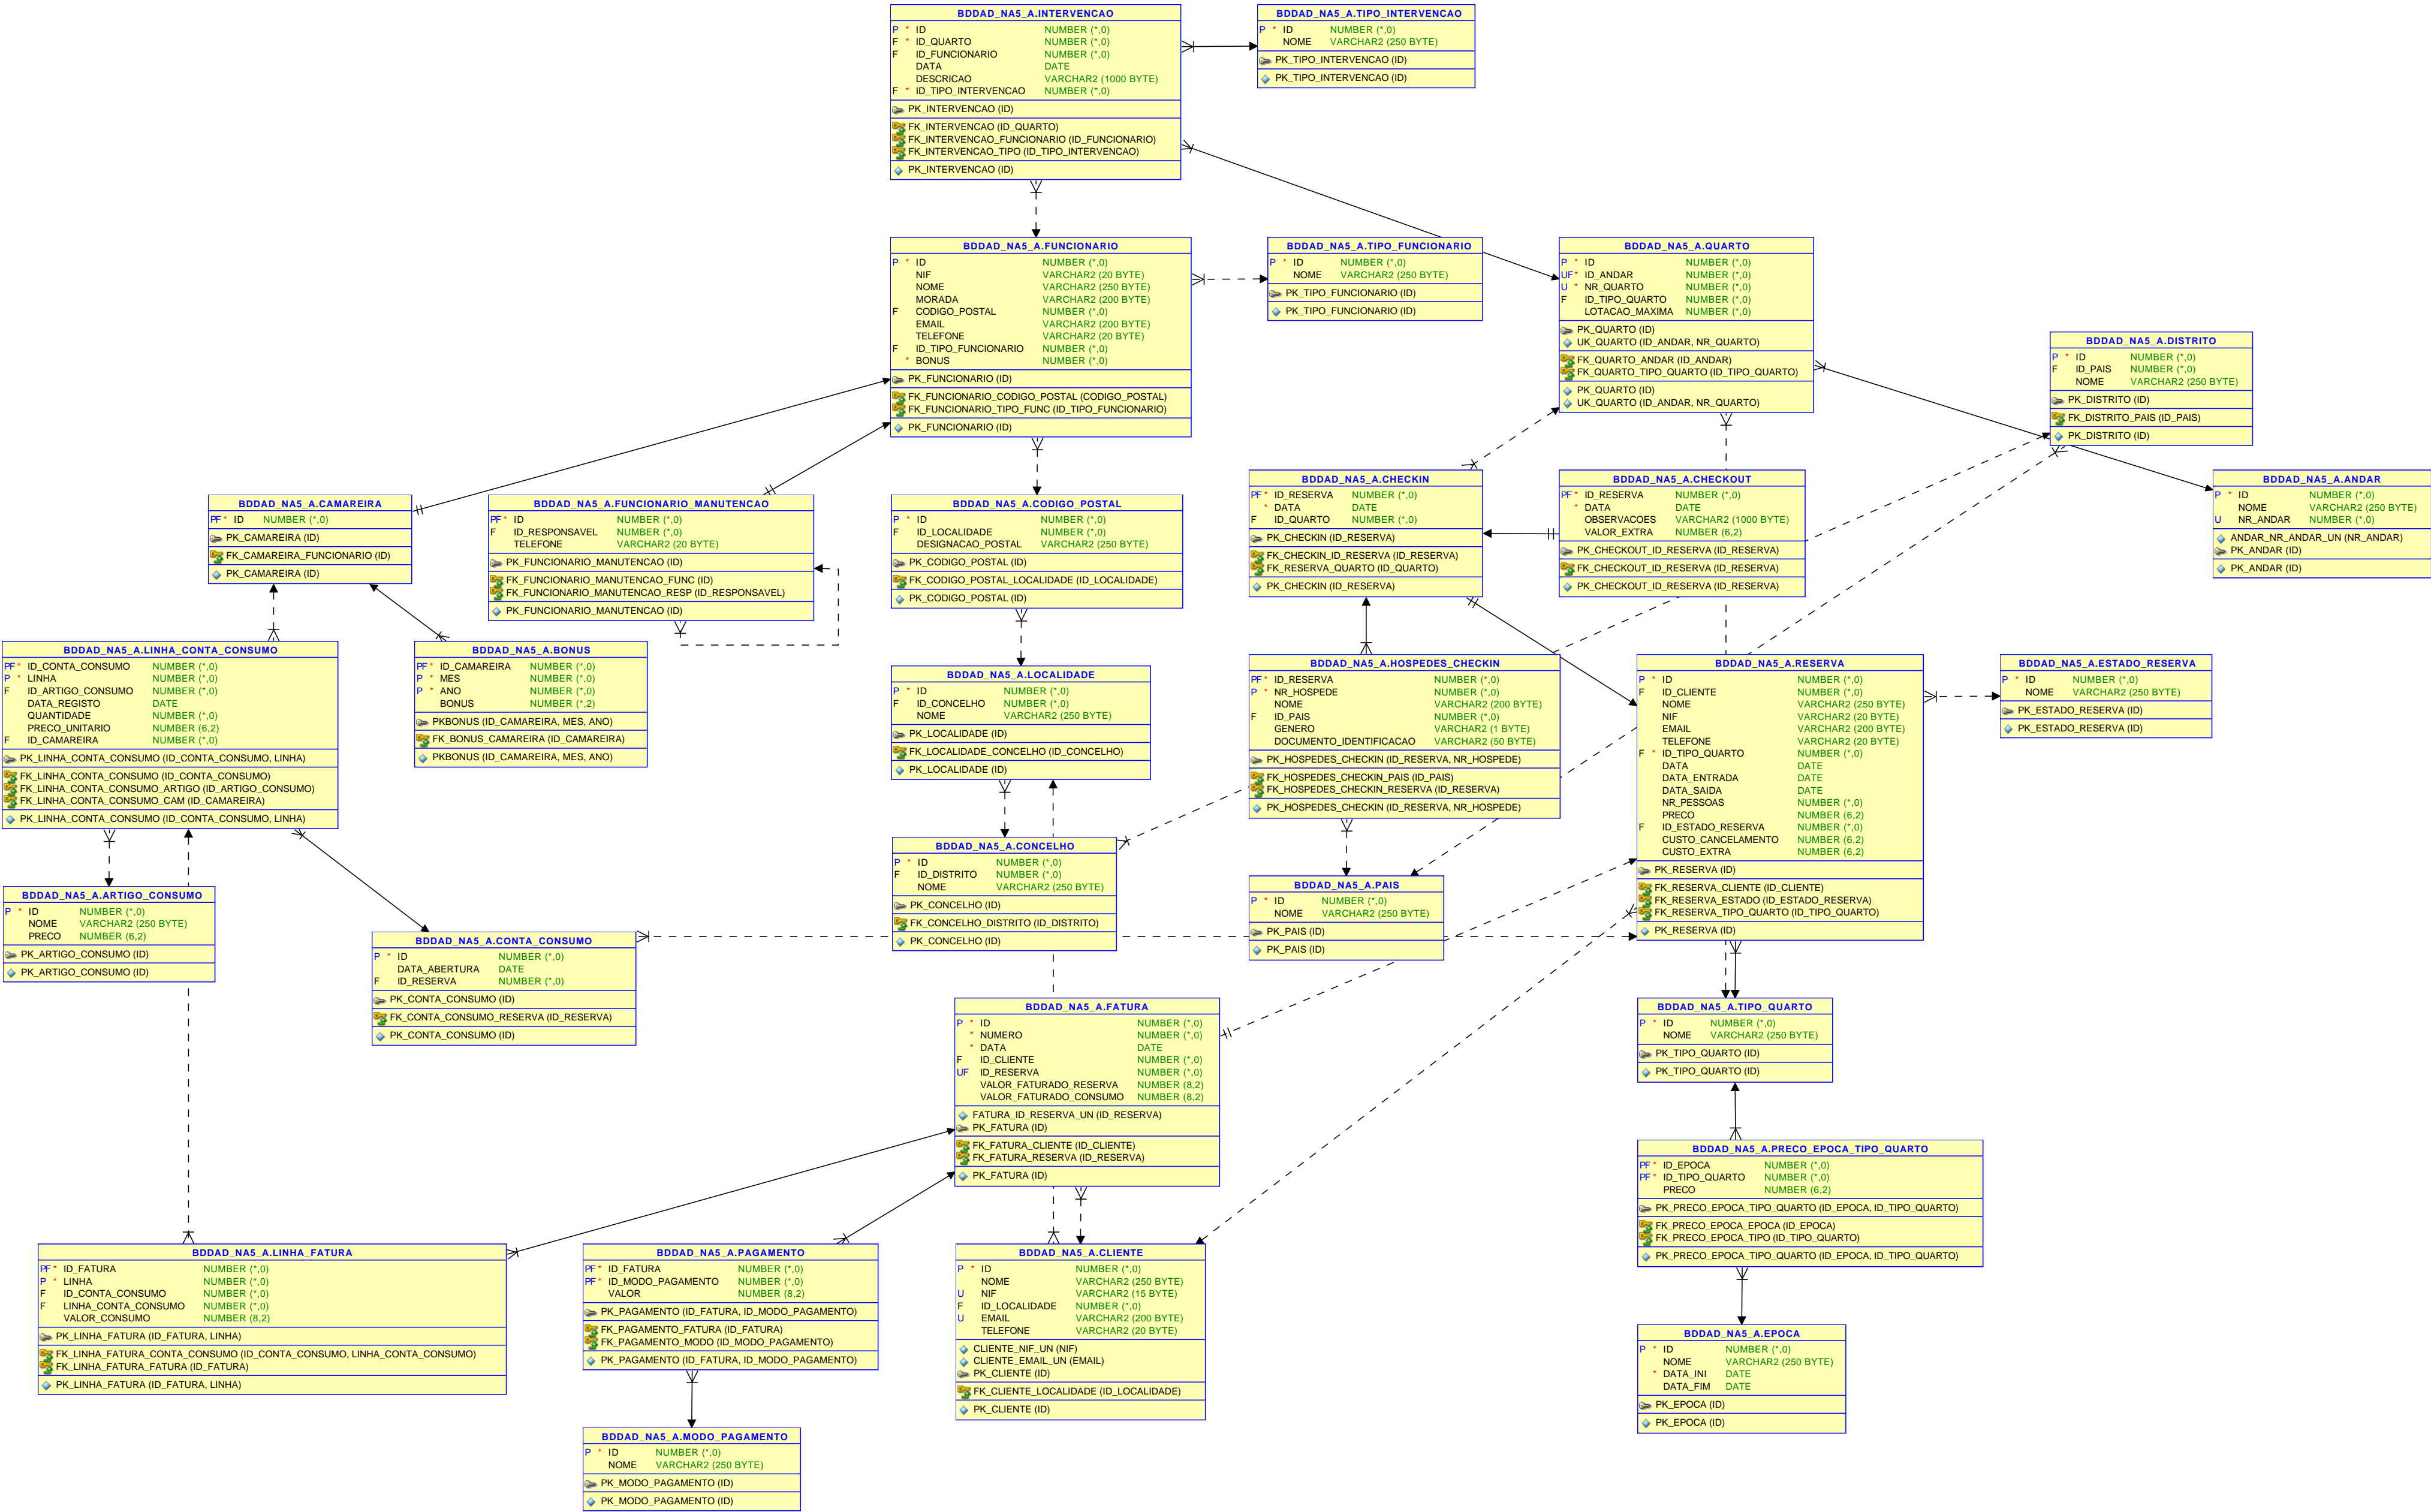 BDDAD_NA5_A.INTERVENCAO
P * ID NUMBER (*,0)
F * ID_QUARTO NUMBER (*,0)
F ID_FUNCIONARIO NUMBER (*,0)
DATA DATE
DESCRICAO VARCHAR2 (1000 BYTE)
F * ID_TIPO_INTERVENCAO NUMBER (*,0)
PK_INTERVENCAO (ID)
FK_INTERVENCAO (ID_QUARTO)
FK_INTERVENCAO_FUNCIONARIO (ID_FUNCIONARIO)
FK_INTERVENCAO_TIPO (ID_TIPO_INTERVENCAO)
PK_INTERVENCAO (ID)
BDDAD_NA5_A.TIPO_INTERVENCAO
P * ID NUMBER (*,0)
NOME VARCHAR2 (250 BYTE)
PK_TIPO_INTERVENCAO (ID)
PK_TIPO_INTERVENCAO (ID)
BDDAD_NA5_A.FUNCIONARIO
P * ID NUMBER (*,0)
NIF VARCHAR2 (20 BYTE)
NOME VARCHAR2 (250 BYTE)
MORADA VARCHAR2 (200 BYTE)
F CODIGO_POSTAL NUMBER (*,0)
EMAIL VARCHAR2 (200 BYTE)
TELEFONE VARCHAR2 (20 BYTE)
F ID_TIPO_FUNCIONARIO NUMBER (*,0)
* BONUS NUMBER (*,0)
PK_FUNCIONARIO (ID)
FK_FUNCIONARIO_CODIGO_POSTAL (CODIGO_POSTAL)
FK_FUNCIONARIO_TIPO_FUNC (ID_TIPO_FUNCIONARIO)
PK_FUNCIONARIO (ID)
BDDAD_NA5_A.TIPO_FUNCIONARIO
P * ID NUMBER (*,0)
NOME VARCHAR2 (250 BYTE)
PK_TIPO_FUNCIONARIO (ID)
PK_TIPO_FUNCIONARIO (ID)
BDDAD_NA5_A.QUARTO
P * ID NUMBER (*,0)
UF * ID_ANDAR NUMBER (*,0)
U * NR_QUARTO NUMBER (*,0)
F ID_TIPO_QUARTO NUMBER (*,0)
LOTACAO_MAXIMA NUMBER (*,0)
PK_QUARTO (ID)
UK_QUARTO (ID_ANDAR, NR_QUARTO)
FK_QUARTO_ANDAR (ID_ANDAR)
FK_QUARTO_TIPO_QUARTO (ID_TIPO_QUARTO)
PK_QUARTO (ID)
UK_QUARTO (ID_ANDAR, NR_QUARTO)
BDDAD_NA5_A.DISTRITO
P * ID NUMBER (*,0)
F ID_PAIS NUMBER (*,0)
NOME VARCHAR2 (250 BYTE)
PK_DISTRITO (ID)
FK_DISTRITO_PAIS (ID_PAIS)
PK_DISTRITO (ID)
BDDAD_NA5_A.CAMAREIRA
PF * ID NUMBER (*,0)
PK_CAMAREIRA (ID)
FK_CAMAREIRA_FUNCIONARIO (ID)
PK_CAMAREIRA (ID)
BDDAD_NA5_A.FUNCIONARIO_MANUTENCAO
PF * ID NUMBER (*,0)
F ID_RESPONSAVEL NUMBER (*,0)
TELEFONE VARCHAR2 (20 BYTE)
PK_FUNCIONARIO_MANUTENCAO (ID)
FK_FUNCIONARIO_MANUTENCAO_FUNC (ID)
FK_FUNCIONARIO_MANUTENCAO_RESP (ID_RESPONSAVEL)
PK_FUNCIONARIO_MANUTENCAO (ID)
BDDAD_NA5_A.CODIGO_POSTAL
P * ID NUMBER (*,0)
F ID_LOCALIDADE NUMBER (*,0)
DESIGNACAO_POSTAL VARCHAR2 (250 BYTE)
PK_CODIGO_POSTAL (ID)
FK_CODIGO_POSTAL_LOCALIDADE (ID_LOCALIDADE)
PK_CODIGO_POSTAL (ID)
BDDAD_NA5_A.CHECKIN
PF * ID_RESERVA NUMBER (*,0)
* DATA DATE
F ID_QUARTO NUMBER (*,0)
PK_CHECKIN (ID_RESERVA)
FK_CHECKIN_ID_RESERVA (ID_RESERVA)
FK_RESERVA_QUARTO (ID_QUARTO)
PK_CHECKIN (ID_RESERVA)
BDDAD_NA5_A.CHECKOUT
PF * ID_RESERVA NUMBER (*,0)
* DATA DATE
OBSERVACOES VARCHAR2 (1000 BYTE)
VALOR_EXTRA NUMBER (6,2)
PK_CHECKOUT_ID_RESERVA (ID_RESERVA)
FK_CHECKOUT_ID_RESERVA (ID_RESERVA)
PK_CHECKOUT_ID_RESERVA (ID_RESERVA)
BDDAD_NA5_A.ANDAR
P * ID NUMBER (*,0)
NOME VARCHAR2 (250 BYTE)
U NR_ANDAR NUMBER (*,0)
ANDAR_NR_ANDAR_UN (NR_ANDAR)
PK_ANDAR (ID)
PK_ANDAR (ID)
BDDAD_NA5_A.LINHA_CONTA_CONSUMO
PF * ID_CONTA_CONSUMO NUMBER (*,0)
P * LINHA NUMBER (*,0)
F ID_ARTIGO_CONSUMO NUMBER (*,0)
DATA_REGISTO DATE
QUANTIDADE NUMBER (*,0)
PRECO_UNITARIO NUMBER (6,2)
F ID_CAMAREIRA NUMBER (*,0)
PK_LINHA_CONTA_CONSUMO (ID_CONTA_CONSUMO, LINHA)
FK_LINHA_CONTA_CONSUMO (ID_CONTA_CONSUMO)
FK_LINHA_CONTA_CONSUMO_ARTIGO (ID_ARTIGO_CONSUMO)
FK_LINHA_CONTA_CONSUMO_CAM (ID_CAMAREIRA)
PK_LINHA_CONTA_CONSUMO (ID_CONTA_CONSUMO, LINHA)
BDDAD_NA5_A.BONUS
PF * ID_CAMAREIRA NUMBER (*,0)
P * MES NUMBER (*,0)
P * ANO NUMBER (*,0)
BONUS NUMBER (*,2)
PKBONUS (ID_CAMAREIRA, MES, ANO)
FK_BONUS_CAMAREIRA (ID_CAMAREIRA)
PKBONUS (ID_CAMAREIRA, MES, ANO)
BDDAD_NA5_A.LOCALIDADE
P * ID NUMBER (*,0)
F ID_CONCELHO NUMBER (*,0)
NOME VARCHAR2 (250 BYTE)
PK_LOCALIDADE (ID)
FK_LOCALIDADE_CONCELHO (ID_CONCELHO)
PK_LOCALIDADE (ID)
BDDAD_NA5_A.HOSPEDES_CHECKIN
PF * ID_RESERVA NUMBER (*,0)
P * NR_HOSPEDE NUMBER (*,0)
NOME VARCHAR2 (200 BYTE)
F ID_PAIS NUMBER (*,0)
GENERO VARCHAR2 (1 BYTE)
DOCUMENTO_IDENTIFICACAO VARCHAR2 (50 BYTE)
PK_HOSPEDES_CHECKIN (ID_RESERVA, NR_HOSPEDE)
FK_HOSPEDES_CHECKIN_PAIS (ID_PAIS)
FK_HOSPEDES_CHECKIN_RESERVA (ID_RESERVA)
PK_HOSPEDES_CHECKIN (ID_RESERVA, NR_HOSPEDE)
BDDAD_NA5_A.RESERVA
P * ID NUMBER (*,0)
F ID_CLIENTE NUMBER (*,0)
NOME VARCHAR2 (250 BYTE)
NIF VARCHAR2 (20 BYTE)
EMAIL VARCHAR2 (200 BYTE)
TELEFONE VARCHAR2 (20 BYTE)
F * ID_TIPO_QUARTO NUMBER (*,0)
DATA DATE
DATA_ENTRADA DATE
DATA_SAIDA DATE
NR_PESSOAS NUMBER (*,0)
PRECO NUMBER (6,2)
F ID_ESTADO_RESERVA NUMBER (*,0)
CUSTO_CANCELAMENTO NUMBER (6,2)
CUSTO_EXTRA NUMBER (6,2)
PK_RESERVA (ID)
FK_RESERVA_CLIENTE (ID_CLIENTE)
FK_RESERVA_ESTADO (ID_ESTADO_RESERVA)
FK_RESERVA_TIPO_QUARTO (ID_TIPO_QUARTO)
PK_RESERVA (ID)
BDDAD_NA5_A.ESTADO_RESERVA
P * ID NUMBER (*,0)
NOME VARCHAR2 (250 BYTE)
PK_ESTADO_RESERVA (ID)
PK_ESTADO_RESERVA (ID)
BDDAD_NA5_A.ARTIGO_CONSUMO
P * ID NUMBER (*,0)
NOME VARCHAR2 (250 BYTE)
PRECO NUMBER (6,2)
PK_ARTIGO_CONSUMO (ID)
PK_ARTIGO_CONSUMO (ID)
BDDAD_NA5_A.CONTA_CONSUMO
P * ID NUMBER (*,0)
DATA_ABERTURA DATE
F ID_RESERVA NUMBER (*,0)
PK_CONTA_CONSUMO (ID)
FK_CONTA_CONSUMO_RESERVA (ID_RESERVA)
PK_CONTA_CONSUMO (ID)
BDDAD_NA5_A.CONCELHO
P * ID NUMBER (*,0)
F ID_DISTRITO NUMBER (*,0)
NOME VARCHAR2 (250 BYTE)
PK_CONCELHO (ID)
FK_CONCELHO_DISTRITO (ID_DISTRITO)
PK_CONCELHO (ID)
BDDAD_NA5_A.PAIS
P * ID NUMBER (*,0)
NOME VARCHAR2 (250 BYTE)
PK_PAIS (ID)
PK_PAIS (ID)
BDDAD_NA5_A.FATURA
P * ID NUMBER (*,0)
* NUMERO NUMBER (*,0)
* DATA DATE
F ID_CLIENTE NUMBER (*,0)
UF ID_RESERVA NUMBER (*,0)
VALOR_FATURADO_RESERVA NUMBER (8,2)
VALOR_FATURADO_CONSUMO NUMBER (8,2)
FATURA_ID_RESERVA_UN (ID_RESERVA)
PK_FATURA (ID)
FK_FATURA_CLIENTE (ID_CLIENTE)
FK_FATURA_RESERVA (ID_RESERVA)
PK_FATURA (ID)
BDDAD_NA5_A.TIPO_QUARTO
P * ID NUMBER (*,0)
NOME VARCHAR2 (250 BYTE)
PK_TIPO_QUARTO (ID)
PK_TIPO_QUARTO (ID)
BDDAD_NA5_A.PRECO_EPOCA_TIPO_QUARTO
PF * ID_EPOCA NUMBER (*,0)
PF * ID_TIPO_QUARTO NUMBER (*,0)
PRECO NUMBER (6,2)
PK_PRECO_EPOCA_TIPO_QUARTO (ID_EPOCA, ID_TIPO_QUARTO)
FK_PRECO_EPOCA_EPOCA (ID_EPOCA)
FK_PRECO_EPOCA_TIPO (ID_TIPO_QUARTO)
PK_PRECO_EPOCA_TIPO_QUARTO (ID_EPOCA, ID_TIPO_QUARTO)
BDDAD_NA5_A.LINHA_FATURA
PF * ID_FATURA NUMBER (*,0)
P * LINHA NUMBER (*,0)
F ID_CONTA_CONSUMO NUMBER (*,0)
F LINHA_CONTA_CONSUMO NUMBER (*,0)
VALOR_CONSUMO NUMBER (8,2)
PK_LINHA_FATURA (ID_FATURA, LINHA)
FK_LINHA_FATURA_CONTA_CONSUMO (ID_CONTA_CONSUMO, LINHA_CONTA_CONSUMO)
FK_LINHA_FATURA_FATURA (ID_FATURA)
PK_LINHA_FATURA (ID_FATURA, LINHA)
BDDAD_NA5_A.PAGAMENTO
PF * ID_FATURA NUMBER (*,0)
PF * ID_MODO_PAGAMENTO NUMBER (*,0)
VALOR NUMBER (8,2)
PK_PAGAMENTO (ID_FATURA, ID_MODO_PAGAMENTO)
FK_PAGAMENTO_FATURA (ID_FATURA)
FK_PAGAMENTO_MODO (ID_MODO_PAGAMENTO)
PK_PAGAMENTO (ID_FATURA, ID_MODO_PAGAMENTO)
BDDAD_NA5_A.CLIENTE
P * ID NUMBER (*,0)
NOME VARCHAR2 (250 BYTE)
U NIF VARCHAR2 (15 BYTE)
F ID_LOCALIDADE NUMBER (*,0)
U EMAIL VARCHAR2 (200 BYTE)
TELEFONE VARCHAR2 (20 BYTE)
CLIENTE_NIF_UN (NIF)
CLIENTE_EMAIL_UN (EMAIL)
PK_CLIENTE (ID)
FK_CLIENTE_LOCALIDADE (ID_LOCALIDADE)
PK_CLIENTE (ID)
BDDAD_NA5_A.EPOCA
P * ID NUMBER (*,0)
NOME VARCHAR2 (250 BYTE)
* DATA_INI DATE
DATA_FIM DATE
PK_EPOCA (ID)
PK_EPOCA (ID)
BDDAD_NA5_A.MODO_PAGAMENTO
P * ID NUMBER (*,0)
NOME VARCHAR2 (250 BYTE)
PK_MODO_PAGAMENTO (ID)
PK_MODO_PAGAMENTO (ID)